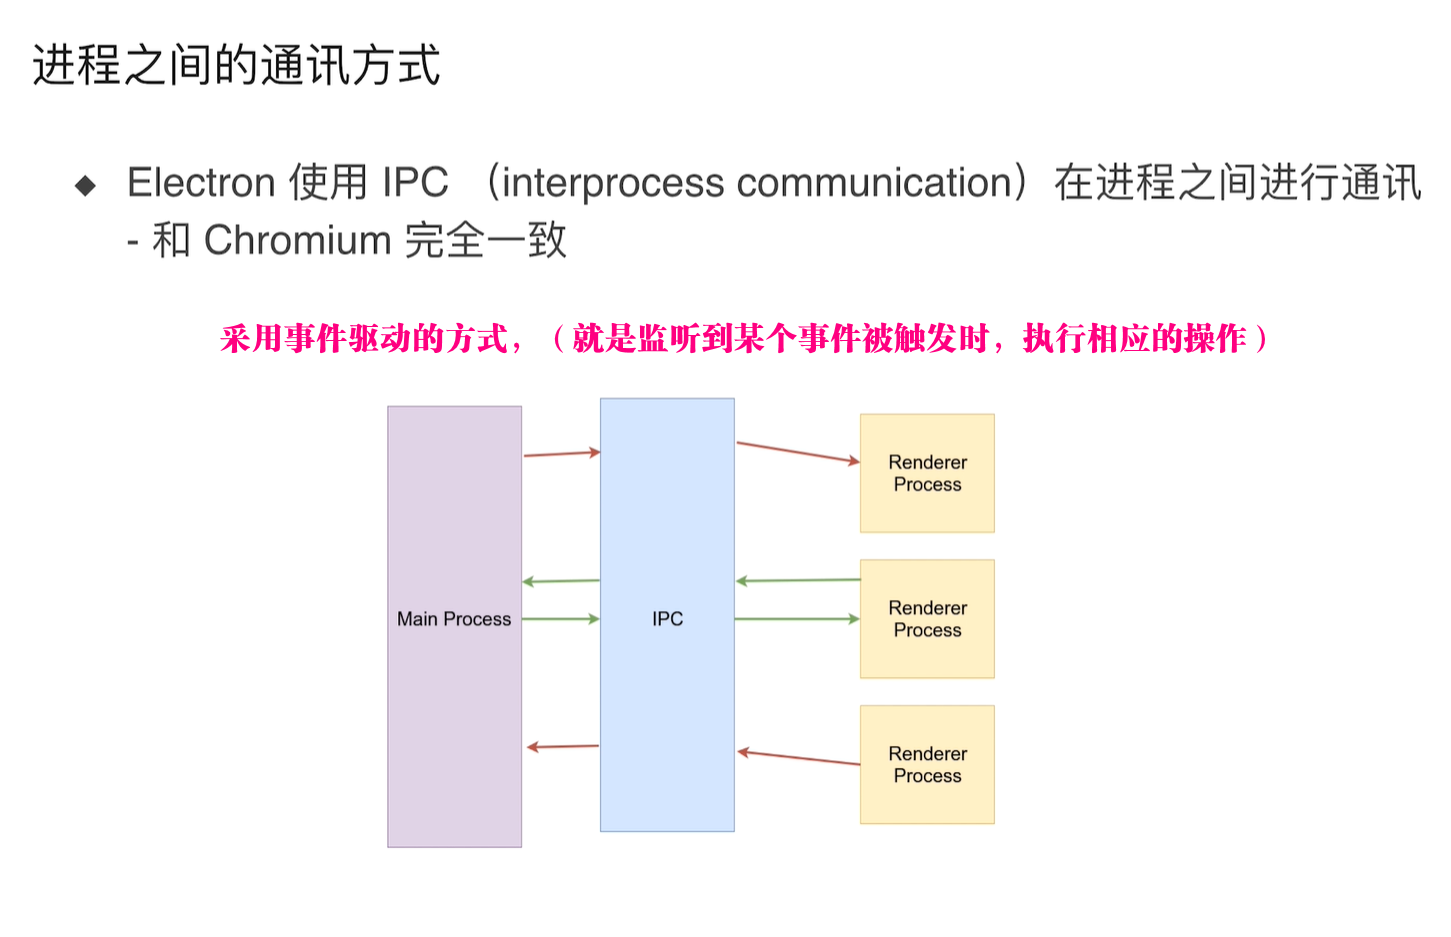 进程之间的通讯方式
◆ Electron 使用 IPC （interprocess communication）在进程之间进行通讯
- 和 Chromium 完全一致
采用事件驱动的方式，（就是监听到某个事件被触发时，执行相应的操作）
Main Process
IPC
Renderer
Process
Renderer
Process
Renderer
Process